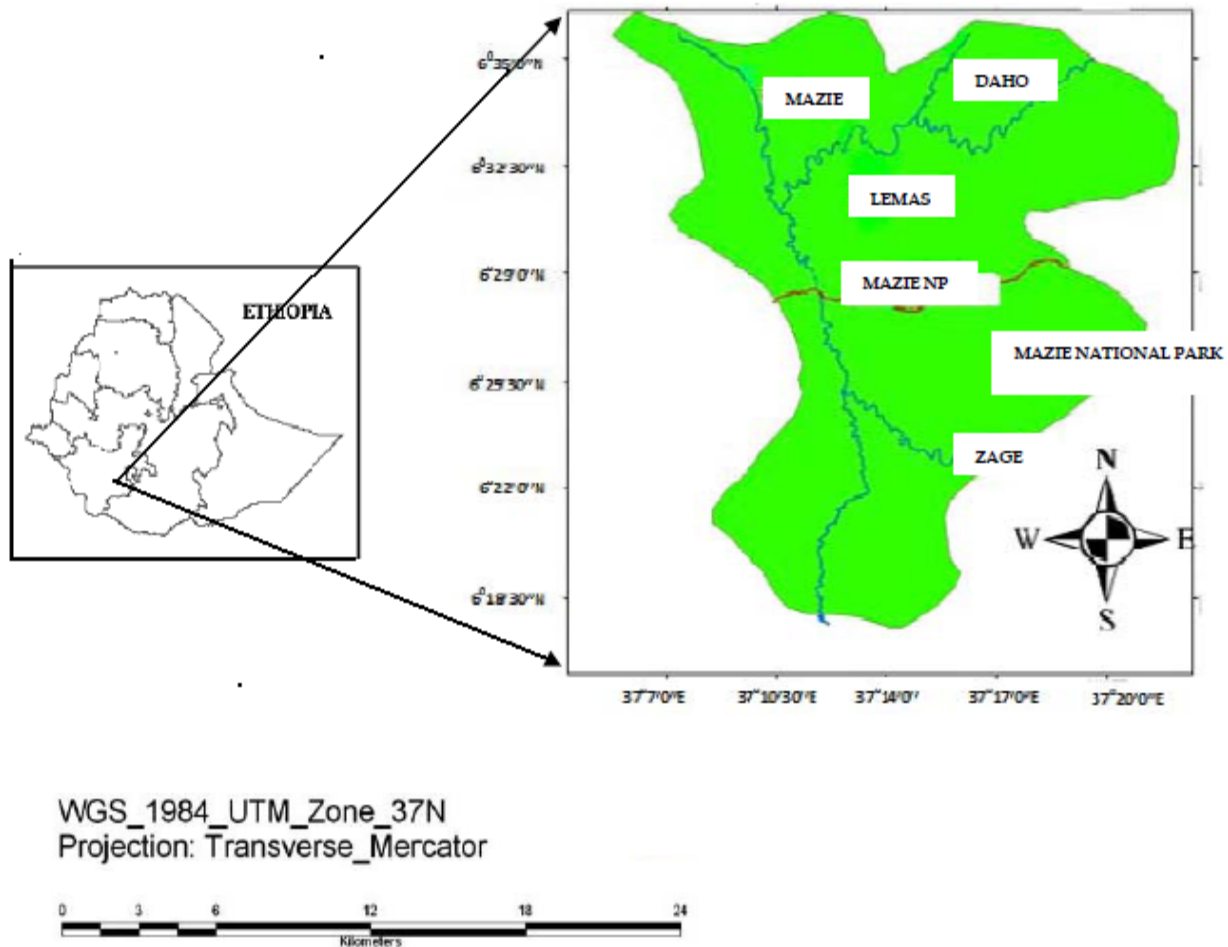 ETHIOPIA
6°35'0"N
6°32'30"N
6°29'0"N
6°25'30"N
6°22'0"N
6°18'30"N
MAZIE
DAHO
LEMAS
MAZIE NP
MAZIE NATIONAL PARK
ZAGE
N
W
E
S
37°7'0"E
37°10'30"E
37°14'0''
37°17'0"E
37°20'0"E
WGS_1984_UTM_Zone_37N
Projection: Transverse_Mercator
0 3 6 12 18 24
Kilometers